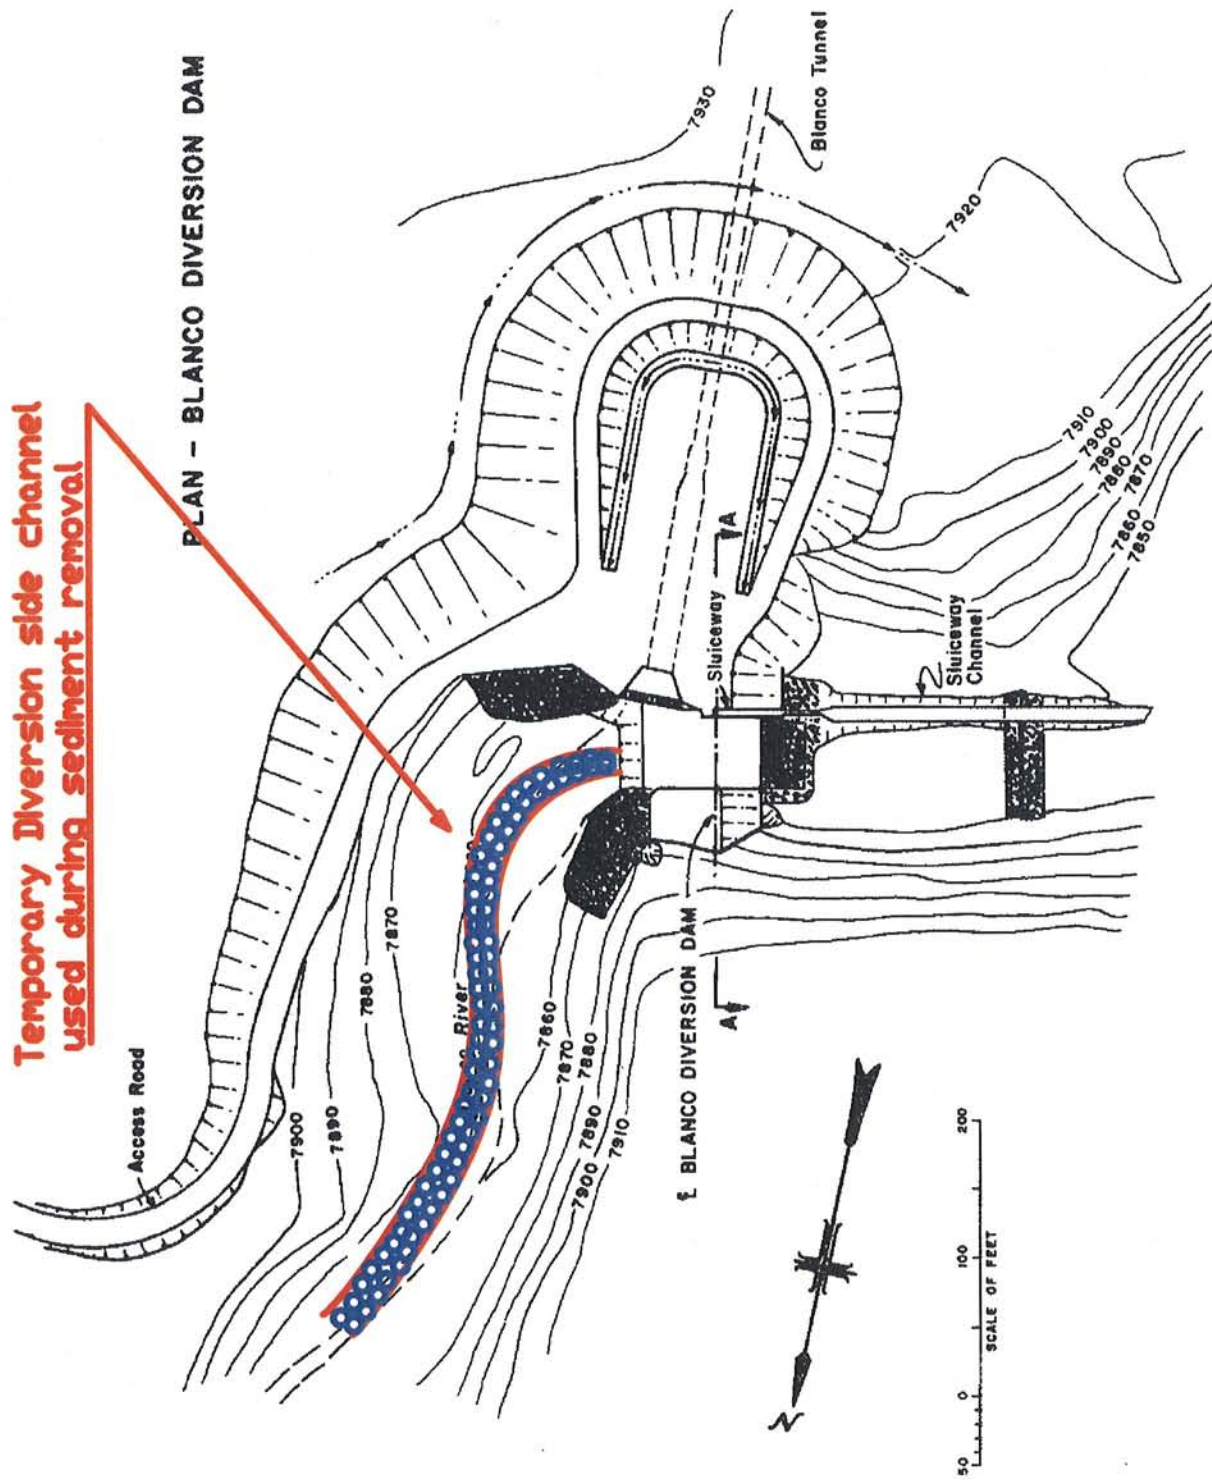 Temporary Diversion side channel
used during sediment removal
PLAN - BLANCO DIVERSION DAM
Access Road
7930
Blanco Tunnel
7920
7910
7900
7890
7880
7870
7860
7850
A
Sluiceway
Sluiceway
Channel
7900
7890
7880
7870
River
7860
7870
7880
7890
7900
7910
A
℄ BLANCO DIVERSION DAM
N
50 0 100 200
SCALE OF FEET